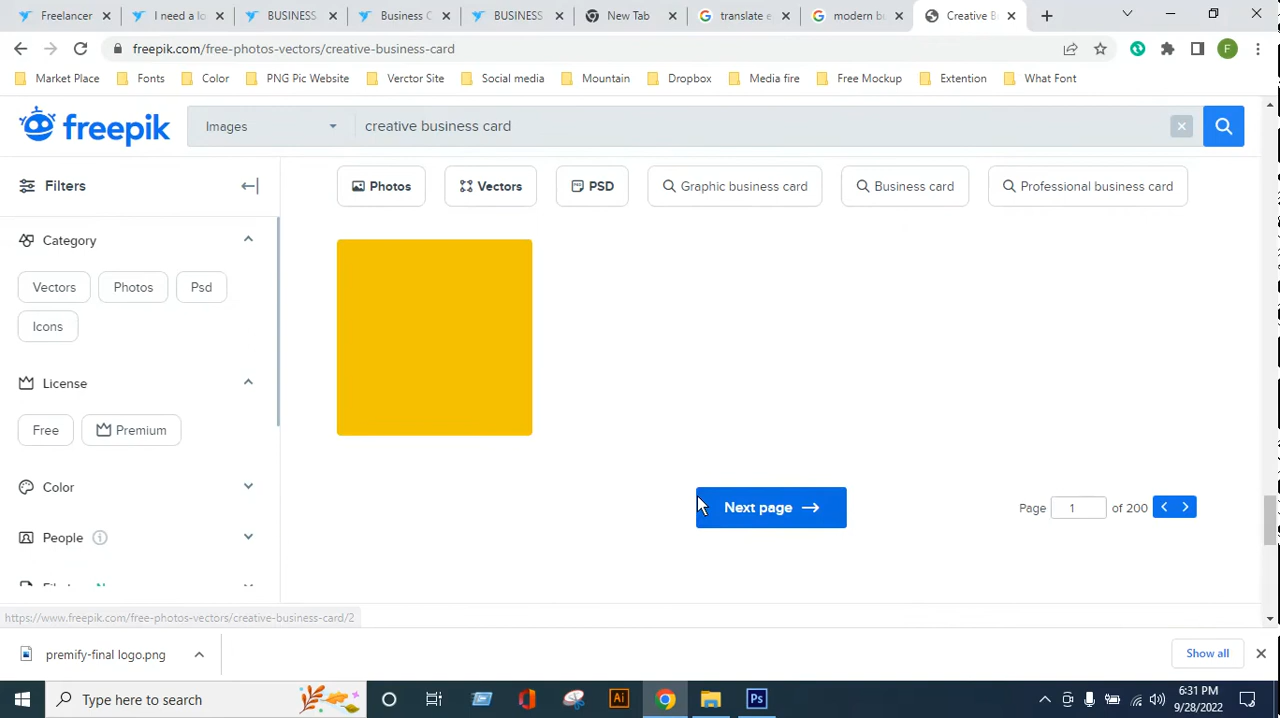 Freelancer
I need a lo
BUSINESS
Business C
BUSINESS
New Tab
translate e
modern bu
Creative B
freepik.com/free-photos-vectors/creative-business-card
F
Market Place
Fonts
Color
PNG Pic Website
Verctor Site
Social media
Mountain
Dropbox
Media fire
Free Mockup
Extention
What Font
freepik
Images
creative business card
Filters
Photos
Vectors
PSD
Graphic business card
Business card
Professional business card
Category
Vectors
Photos
Psd
Icons
License
Free
Premium
Color
People
Next page
Page 1 of 200
https://www.freepik.com/free-photos-vectors/creative-business-card/2
premify-final logo.png
Show all
Type here to search
Ai
Ps
6:31 PM
9/28/2022